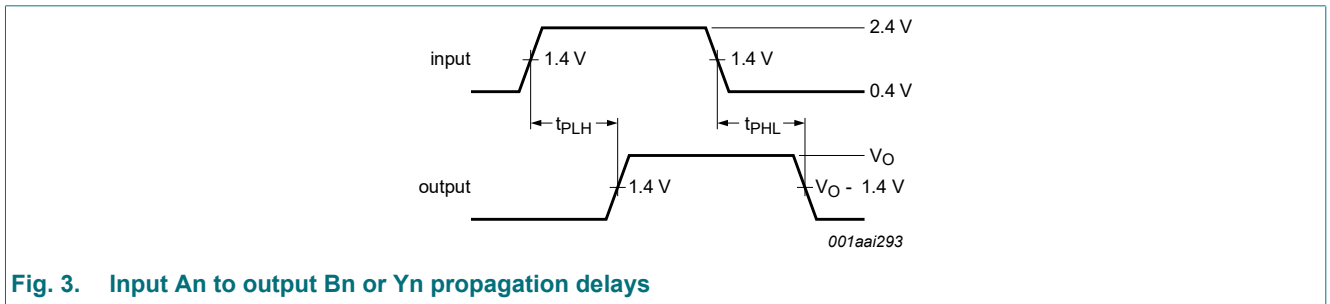 2.4 V
input
1.4 V
1.4 V
0.4 V
tPLH
tPHL
VO
output
1.4 V
VO - 1.4 V
001aai293
Fig. 3. Input An to output Bn or Yn propagation delays